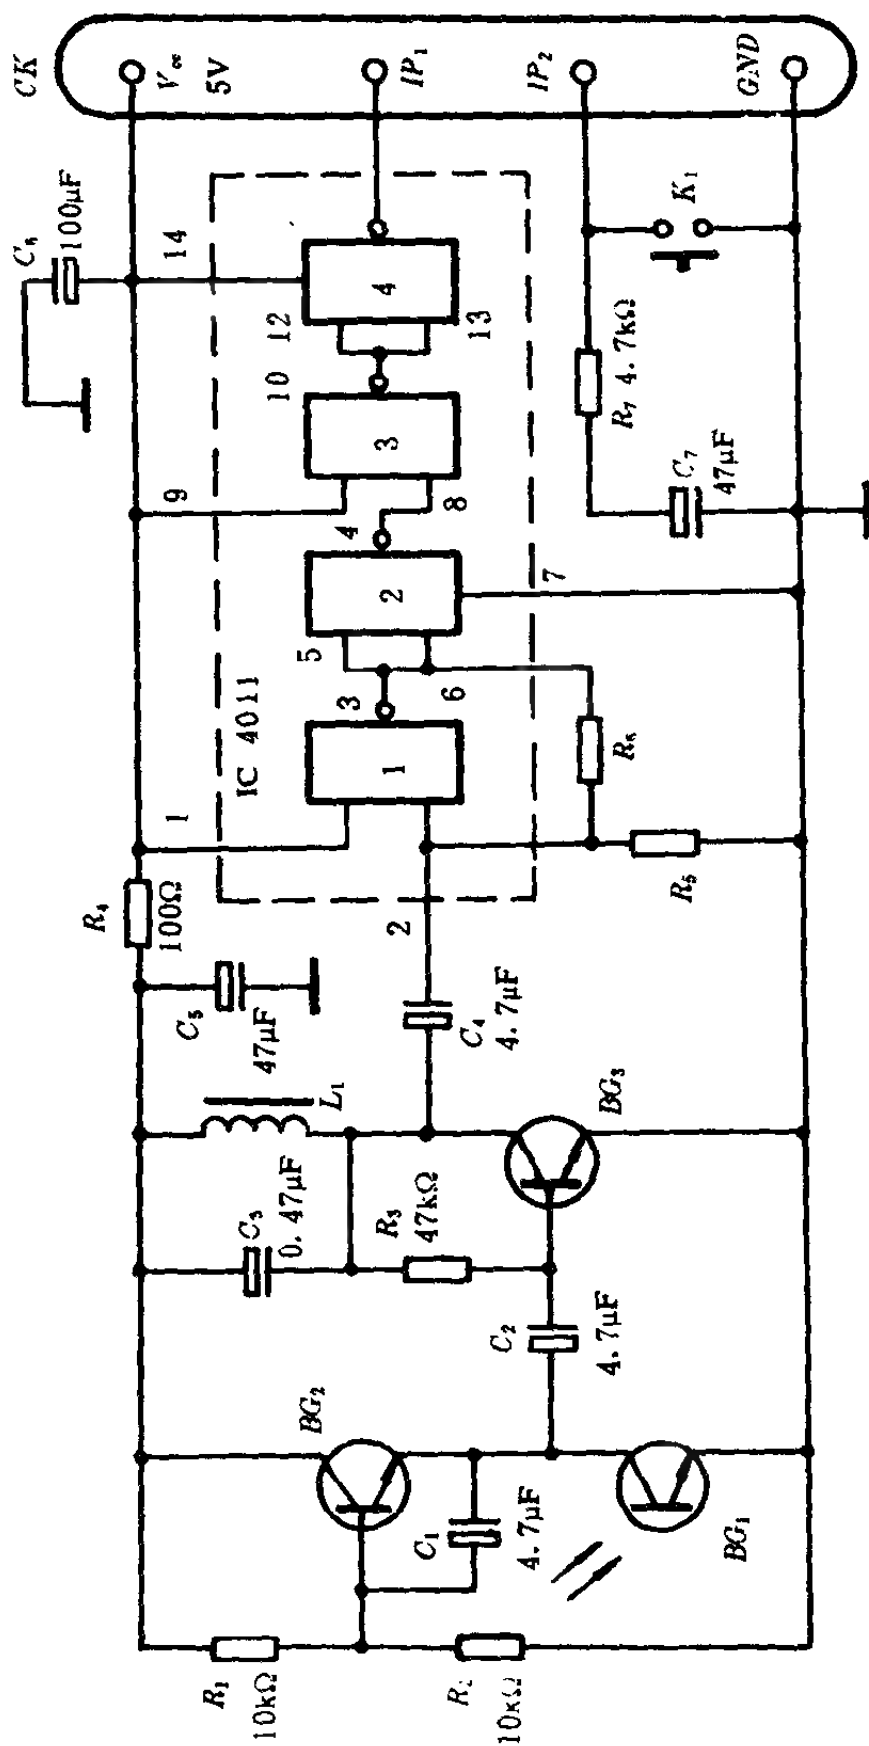 CK
V∞
5V
IP₁
IP₂
GND
C₆
100μF
14
12
4
13
K₁
10
3
R₇ 4.7kΩ
9
8
C₇
47μF
4
2
7
5
6
3
IC 4011
1
R₆
1
R₄
100Ω
2
R₅
C₅
47μF
C₄
4.7μF
L₁
BG₃
C₃
0.47μF
R₃
47kΩ
C₂
4.7μF
BG₂
C₁
4.7μF
BG₁
R₁
10kΩ
R₂
10kΩ